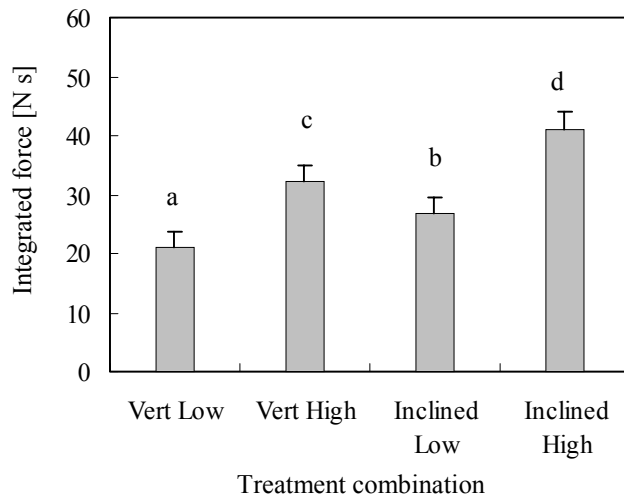 60
50
40
30
20
10
0
Integrated force [N s]
a
c
b
d
Vert Low
Vert High
Inclined
Low
Inclined
High
Treatment combination